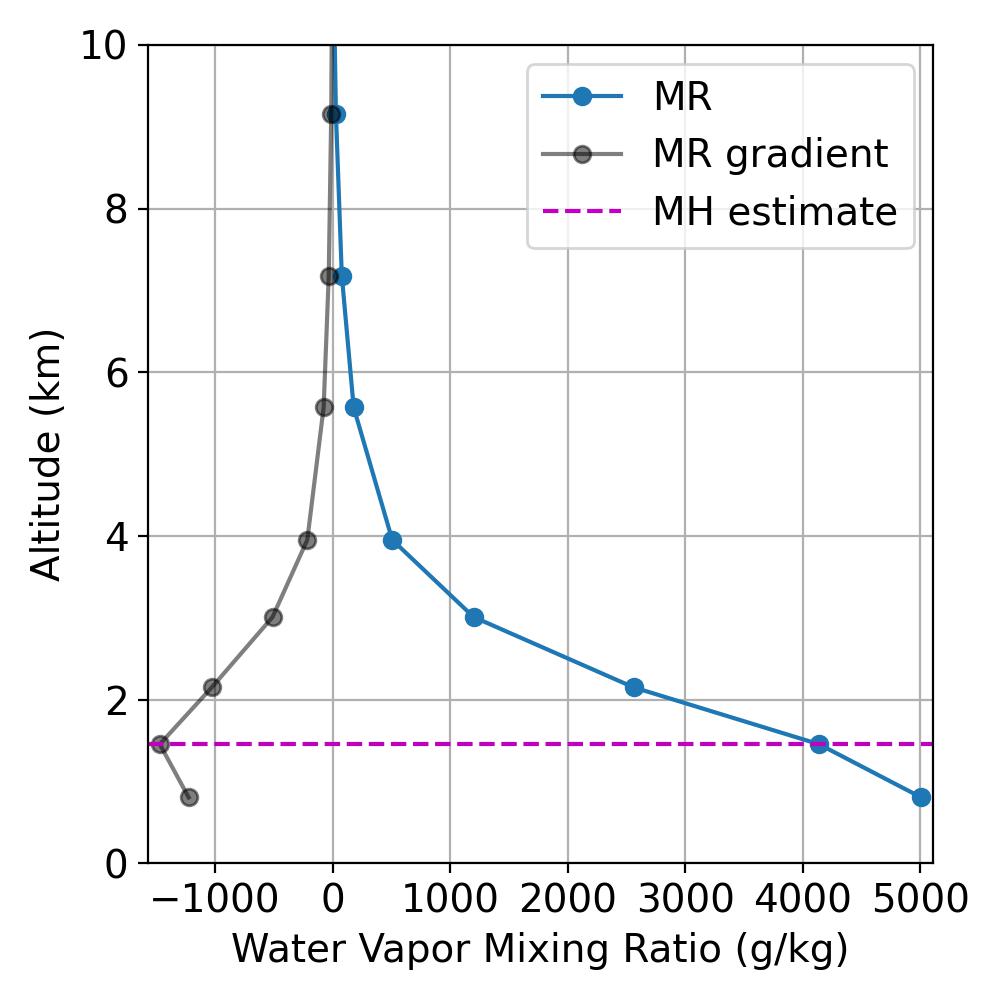 10
8
6
4
2
0
Altitude (km)
MR
MR gradient
MH estimate
−1000 0 1000 2000 3000 4000 5000
Water Vapor Mixing Ratio (g/kg)